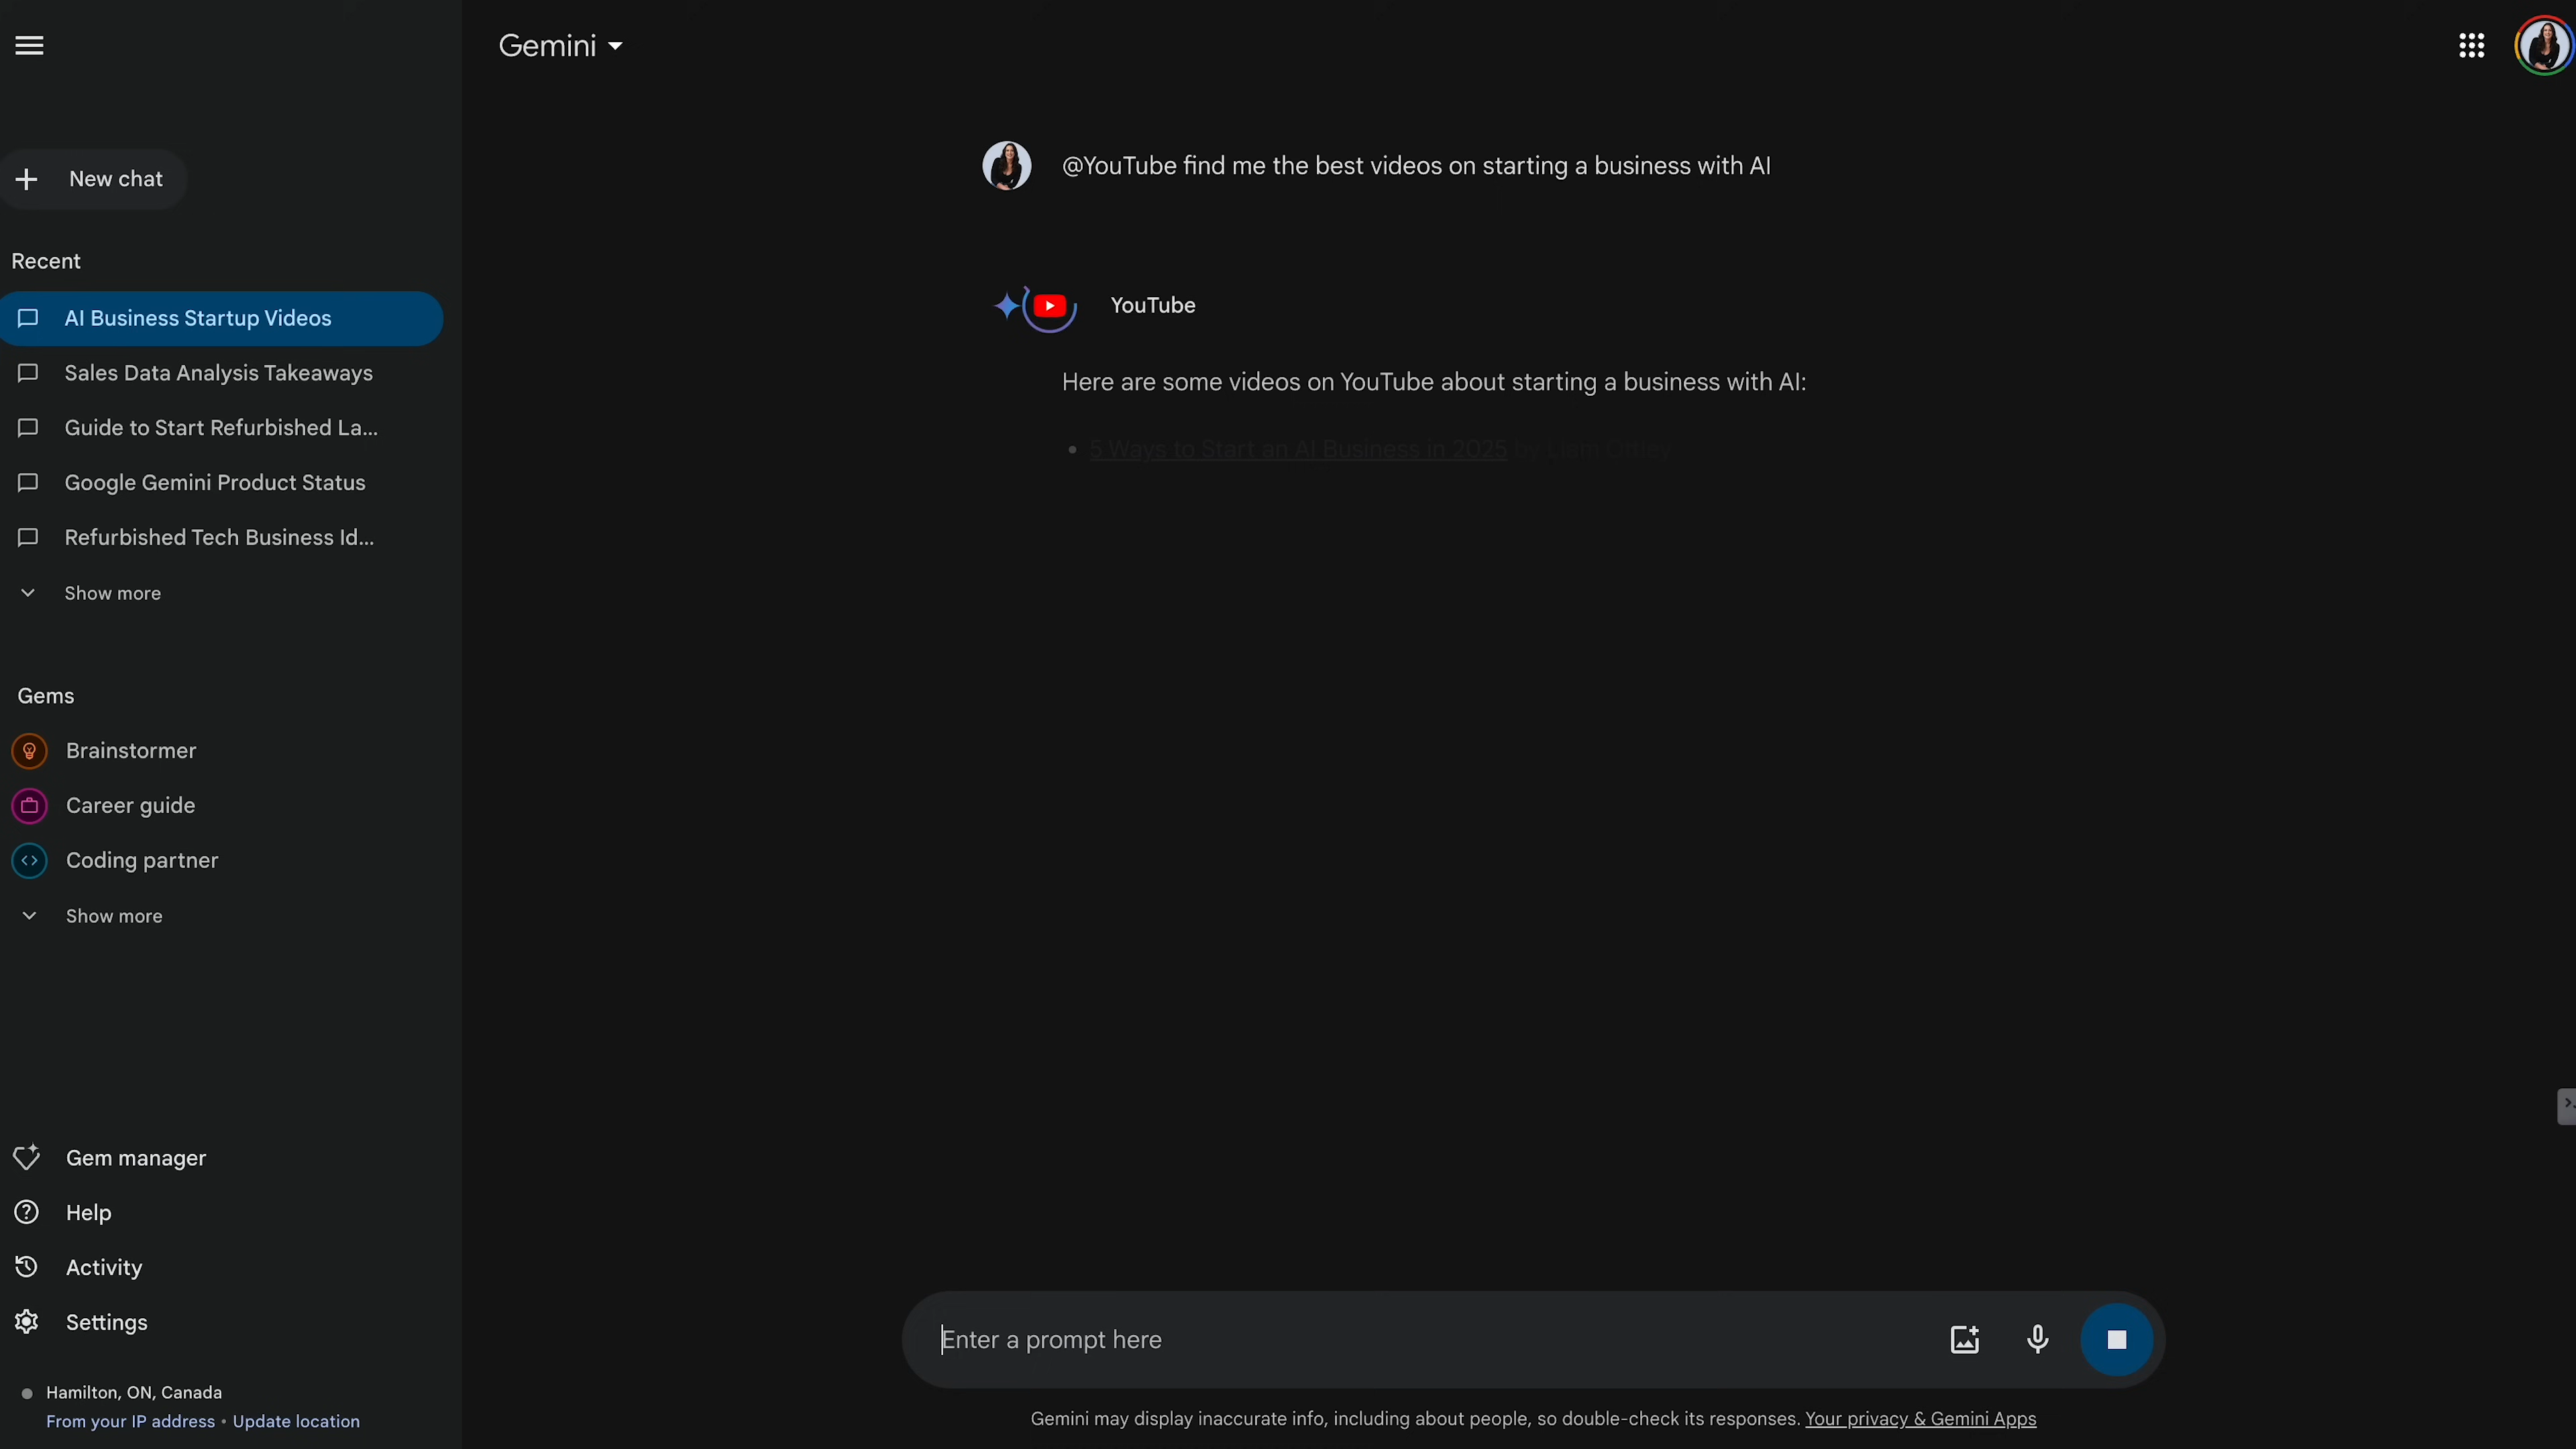 Gemini
New chat
Recent
AI Business Startup Videos
Sales Data Analysis Takeaways
Guide to Start Refurbished La...
Google Gemini Product Status
Refurbished Tech Business Id...
Show more
Gems
Brainstormer
Career guide
Coding partner
Show more
Gem manager
Help
Activity
Settings
Hamilton, ON, Canada
From your IP address • Update location
@YouTube find me the best videos on starting a business with AI
YouTube
Here are some videos on YouTube about starting a business with AI:
• 5 Ways to Start an AI Business in 2025 by Liam Ottley
Enter a prompt here
Gemini may display inaccurate info, including about people, so double-check its responses. Your privacy & Gemini Apps